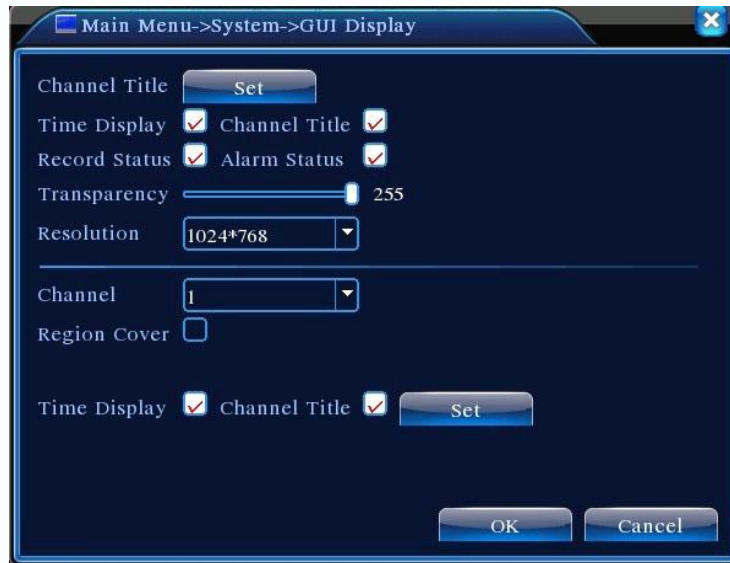 Main Menu->System->GUI Display
Channel Title Set
Time Display Channel Title
Record Status Alarm Status
Transparency 255
Resolution 1024*768
Channel 1
Region Cover
Time Display Channel Title Set
OK Cancel